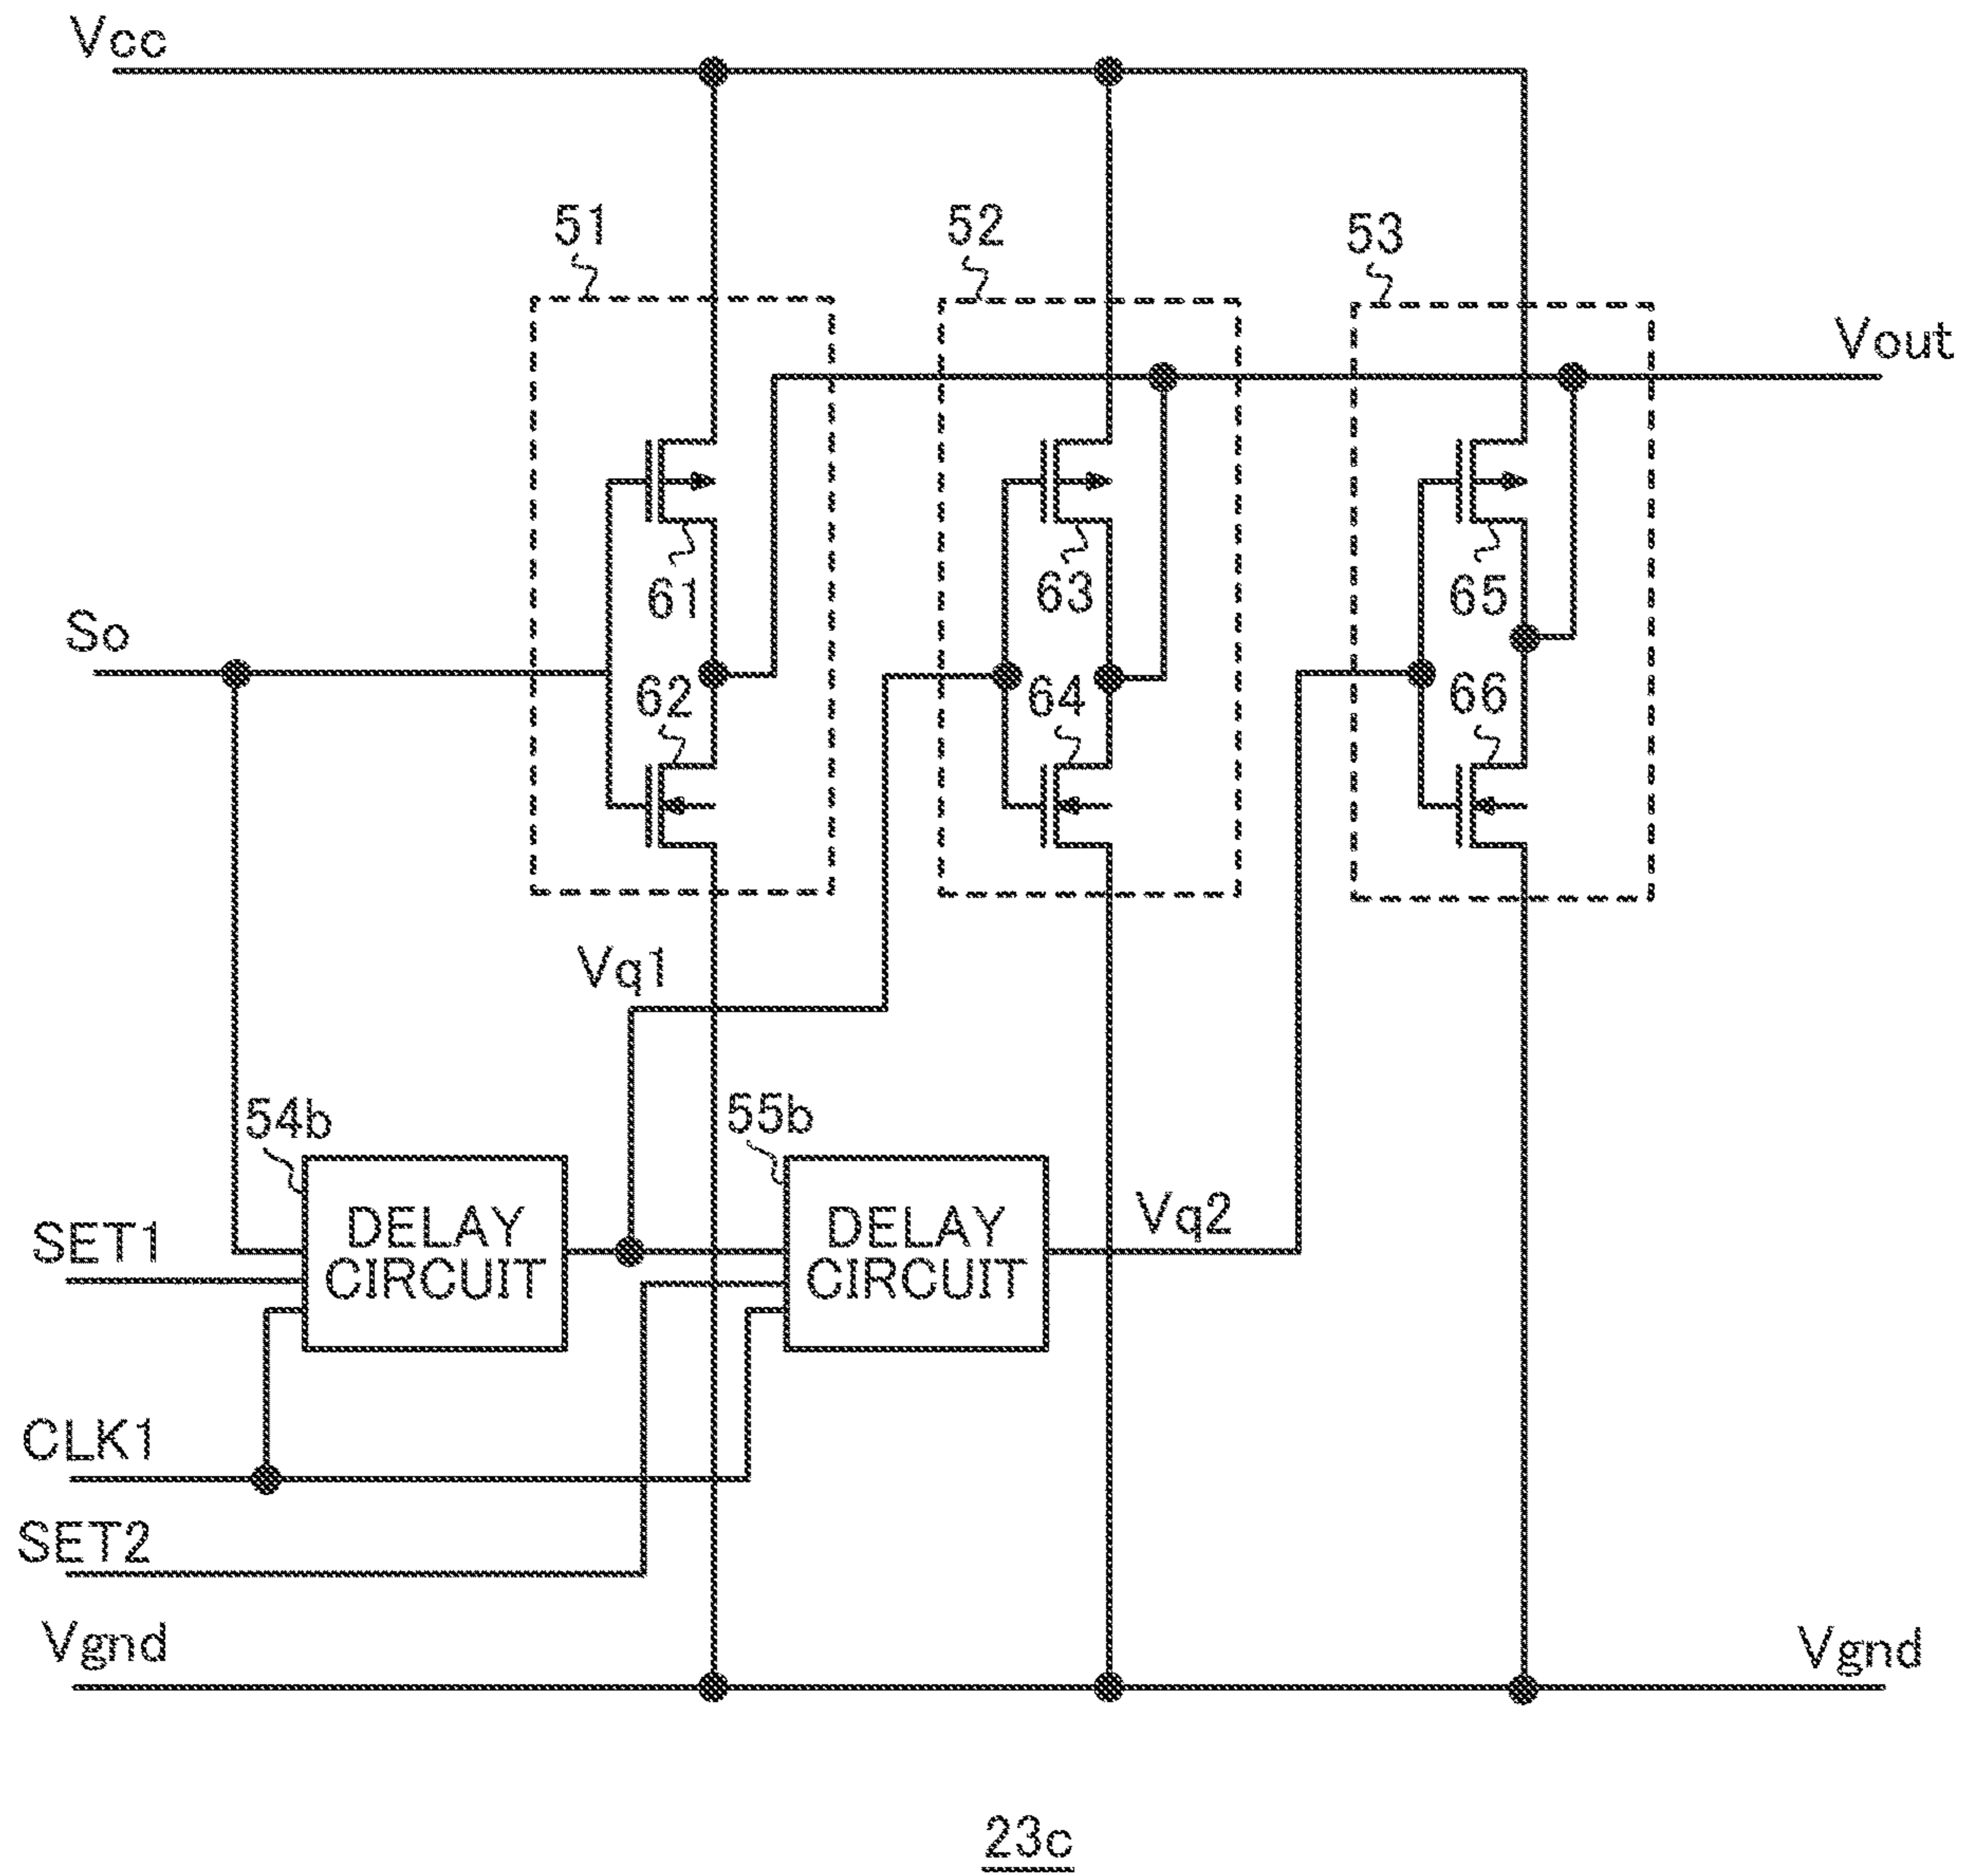 Vcc
51
52
53
Vout
61
63
65
So
62
64
66
Vq1
54b
55b
DELAY
CIRCUIT
DELAY
CIRCUIT
Vq2
SET1
CLK1
SET2
Vgnd
Vgnd
23c